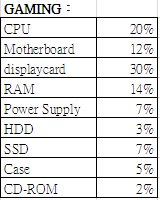 GAMING：
CPU 20%
Motherboard 12%
displaycard 30%
RAM 14%
Power Supply 7%
HDD 3%
SSD 7%
Case 5%
CD-ROM 2%